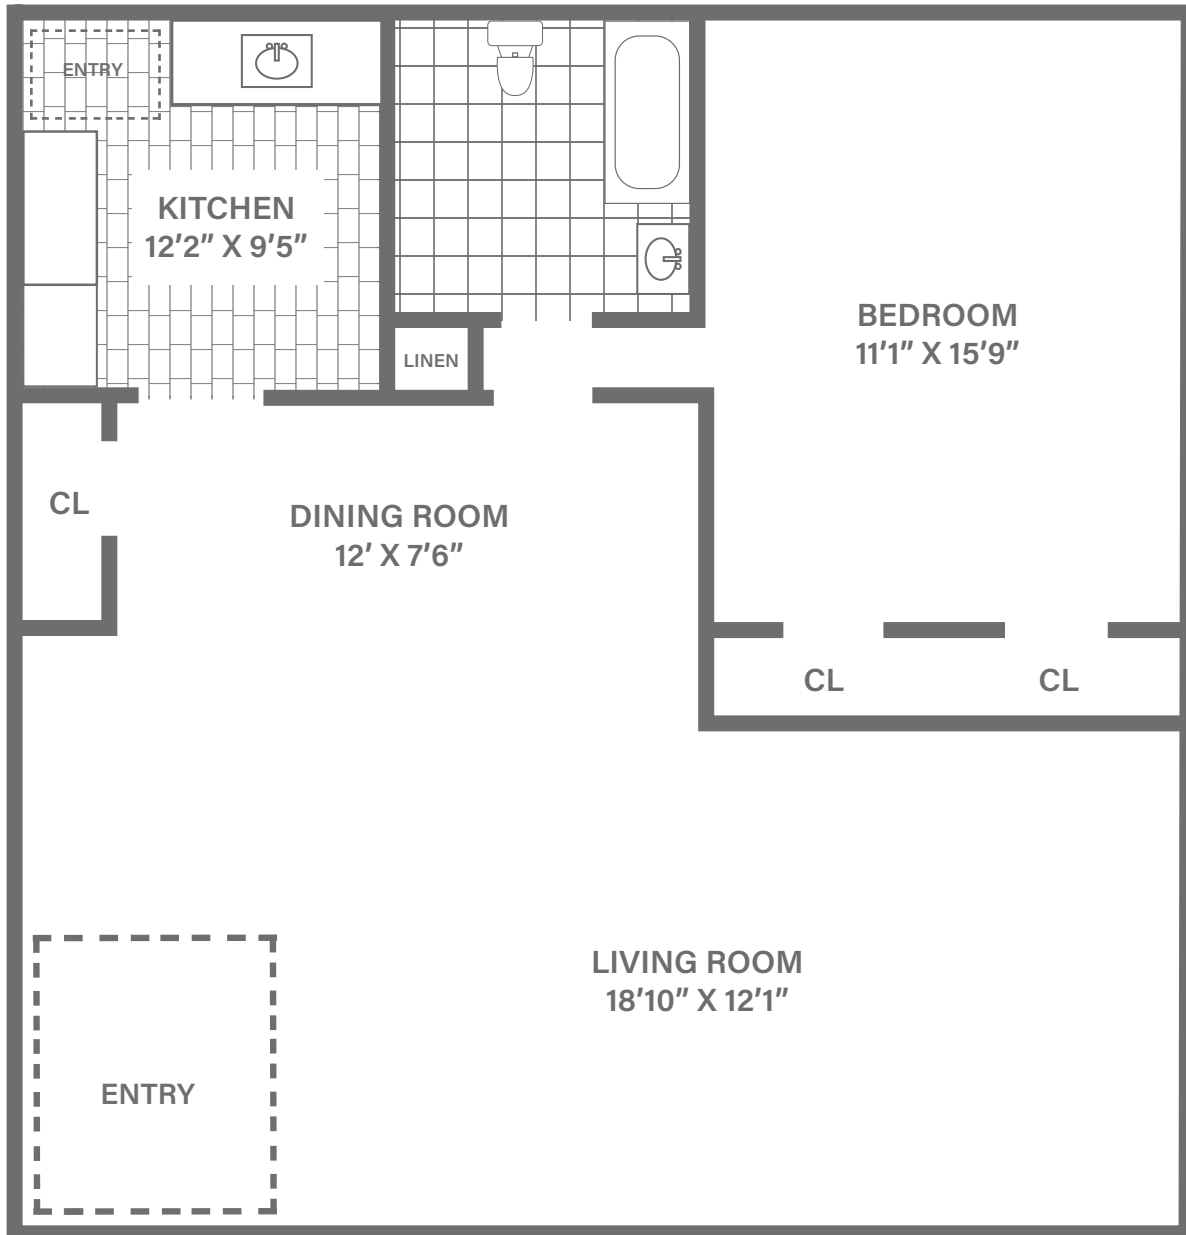 ENTRY
KITCHEN
12′2″ X 9′5″
LINEN
BEDROOM
11′1″ X 15′9″
CL
DINING ROOM
12′ X 7′6″
CL
CL
LIVING ROOM
18′10″ X 12′1″
ENTRY